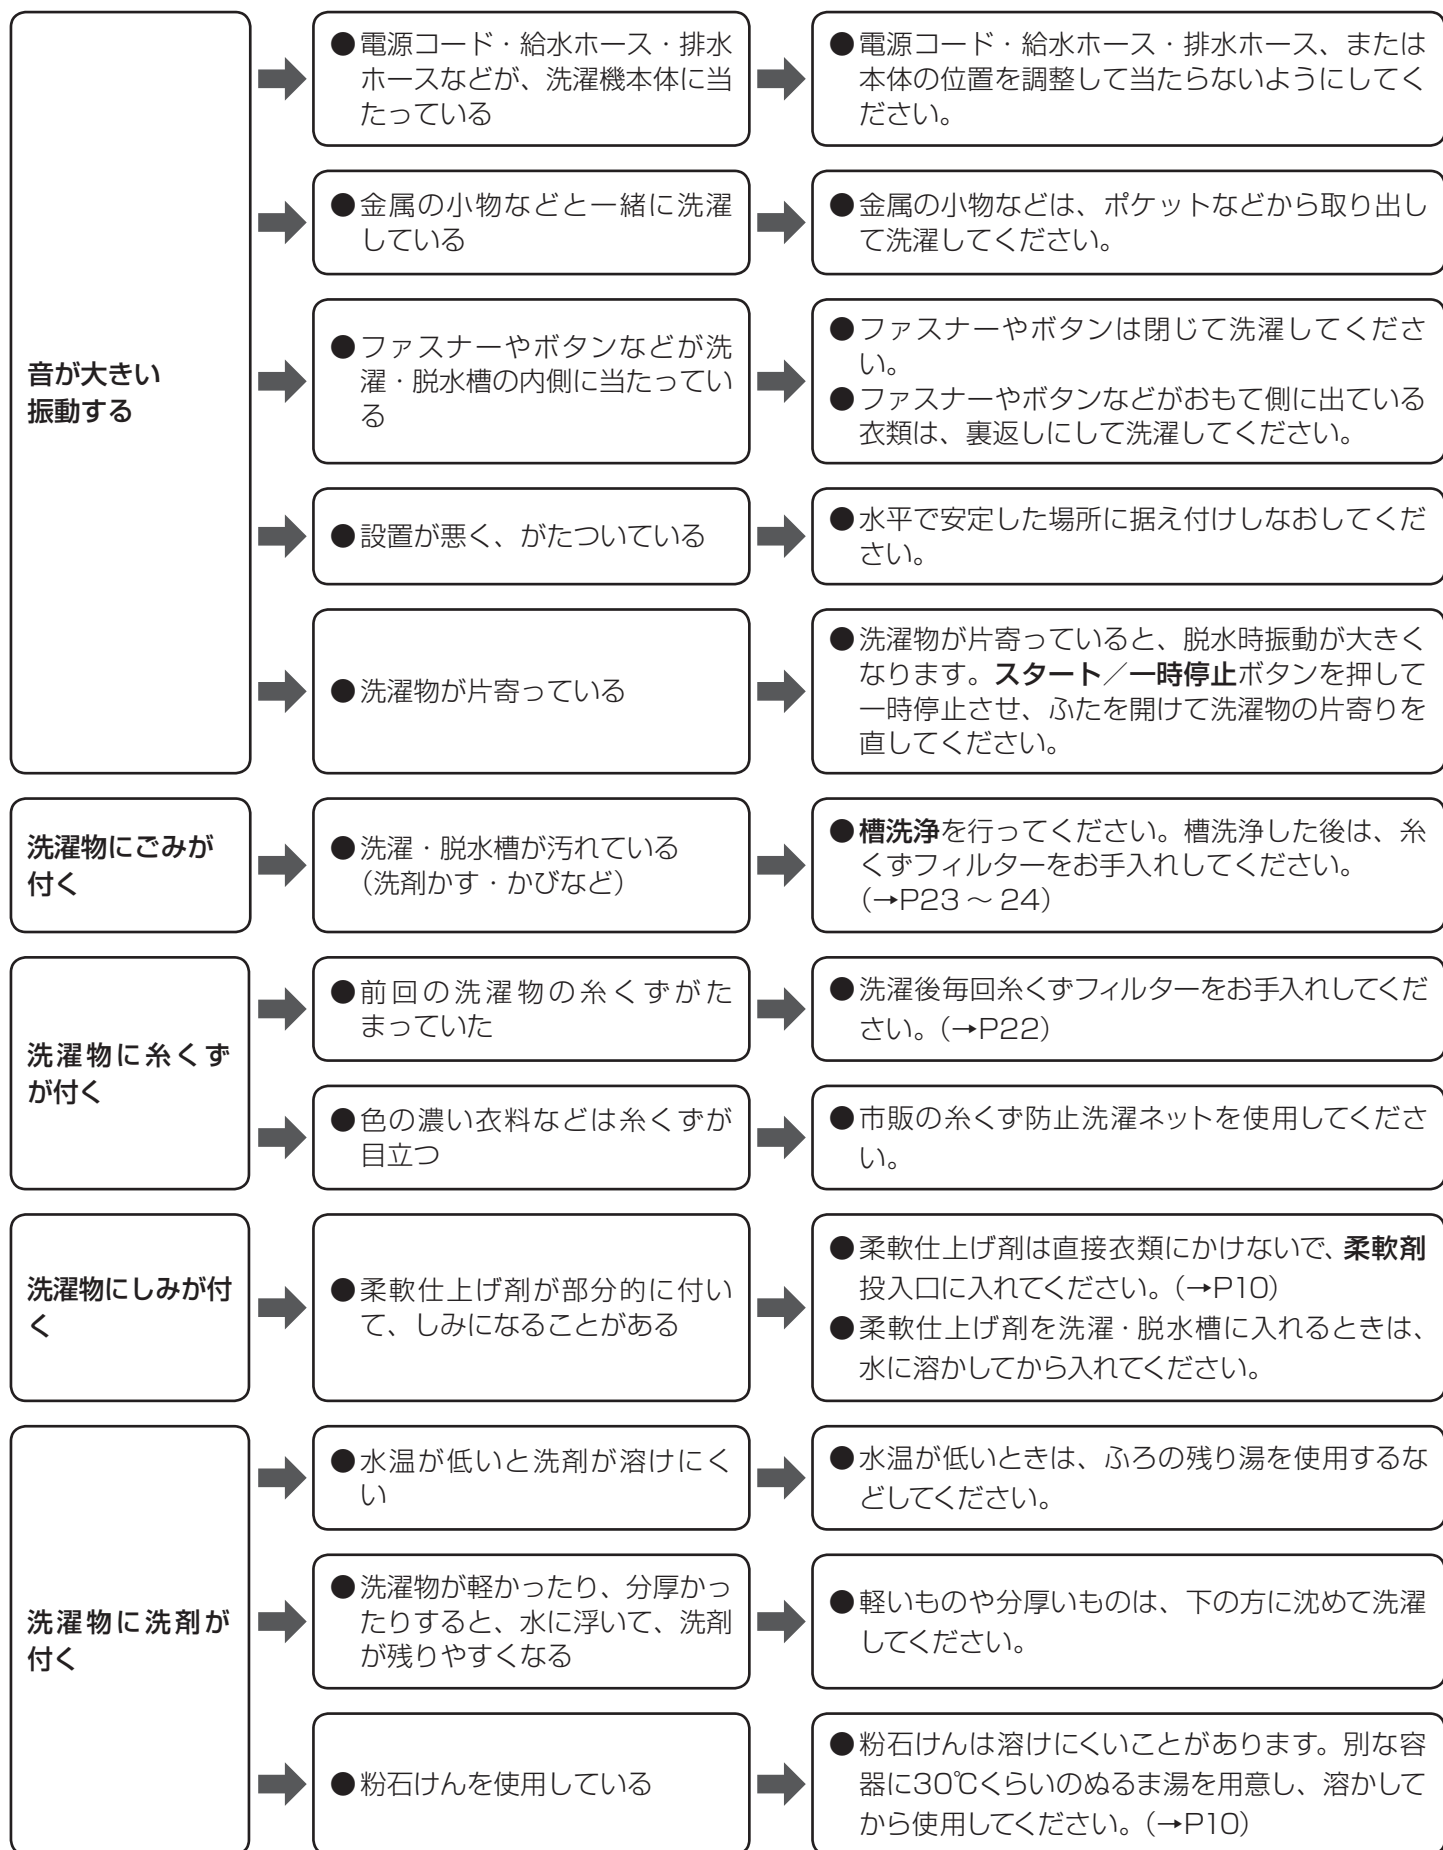 音が大きい
振動する
●電源コード・給水ホース・排水
ホースなどが、洗濯機本体に当
たっている
●電源コード・給水ホース・排水ホース、または
本体の位置を調整して当たらないようにしてく
ださい。
●金属の小物などと一緒に洗濯
している
●金属の小物などは、ポケットなどから取り出し
て洗濯してください。
●ファスナーやボタンなどが洗
濯・脱水槽の内側に当たってい
る
●ファスナーやボタンは閉じて洗濯してくださ
い。
●ファスナーやボタンなどがおもて側に出ている
衣類は、裏返しにして洗濯してください。
●設置が悪く、がたついている
●水平で安定した場所に据え付けしなおしてくだ
さい。
●洗濯物が片寄っている
●洗濯物が片寄っていると、脱水時振動が大きく
なります。スタート／一時停止ボタンを押して
一時停止させ、ふたを開けて洗濯物の片寄りを
直してください。
洗濯物にごみが
付く
●洗濯・脱水槽が汚れている
（洗剤かす・かびなど）
●槽洗浄を行ってください。槽洗浄した後は、糸
くずフィルターをお手入れしてください。
（→P23 〜 24）
洗濯物に糸くず
が付く
●前回の洗濯物の糸くずがた
まっていた
●洗濯後毎回糸くずフィルターをお手入れしてくだ
さい。（→P22）
●色の濃い衣料などは糸くずが
目立つ
●市販の糸くず防止洗濯ネットを使用してくださ
い。
洗濯物にしみが付
く
●柔軟仕上げ剤が部分的に付い
て、しみになることがある
●柔軟仕上げ剤は直接衣類にかけないで、柔軟剤
投入口に入れてください。（→P10）
●柔軟仕上げ剤を洗濯・脱水槽に入れるときは、
水に溶かしてから入れてください。
洗濯物に洗剤が
付く
●水温が低いと洗剤が溶けにく
い
●水温が低いときは、ふろの残り湯を使用するな
どしてください。
●洗濯物が軽かったり、分厚かっ
たりすると、水に浮いて、洗剤
が残りやすくなる
●軽いものや分厚いものは、下の方に沈めて洗濯
してください。
●粉石けんを使用している
●粉石けんは溶けにくいことがあります。別な容
器に30℃くらいのぬるま湯を用意し、溶かして
から使用してください。（→P10）